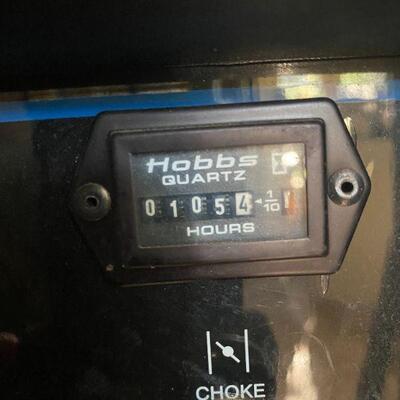 Hobbs
QUARTZ
01054 1/10
HOURS
CHOKE